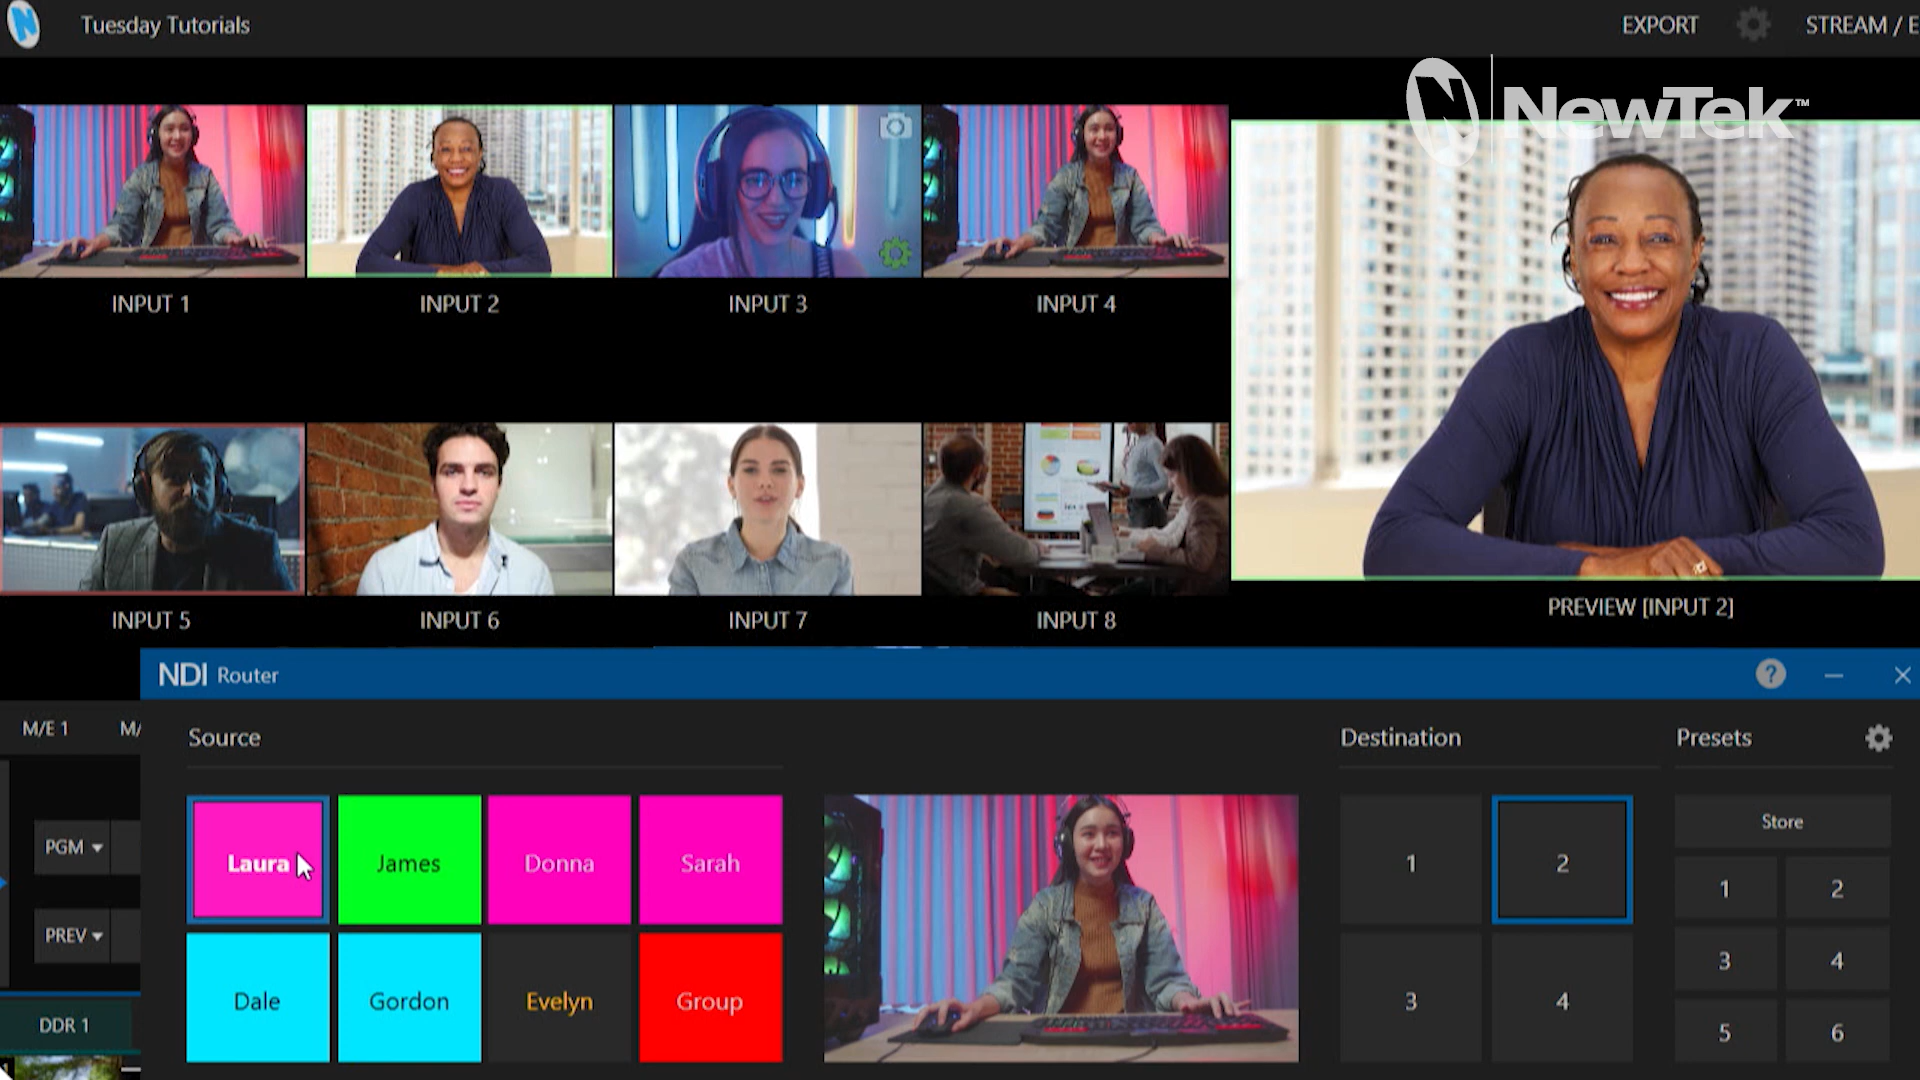 Tuesday Tutorials
EXPORT
STREAM / E
NewTek™
INPUT 1
INPUT 2
INPUT 3
INPUT 4
INPUT 5
INPUT 6
INPUT 7
INPUT 8
PREVIEW [INPUT 2]
NDI Router
?
M/E 1
M/
Source
Destination
Presets
PGM
PREV
DDR 1
Laura
James
Donna
Sarah
Dale
Gordon
Evelyn
Group
1
2
3
4
Store
1
2
3
4
5
6